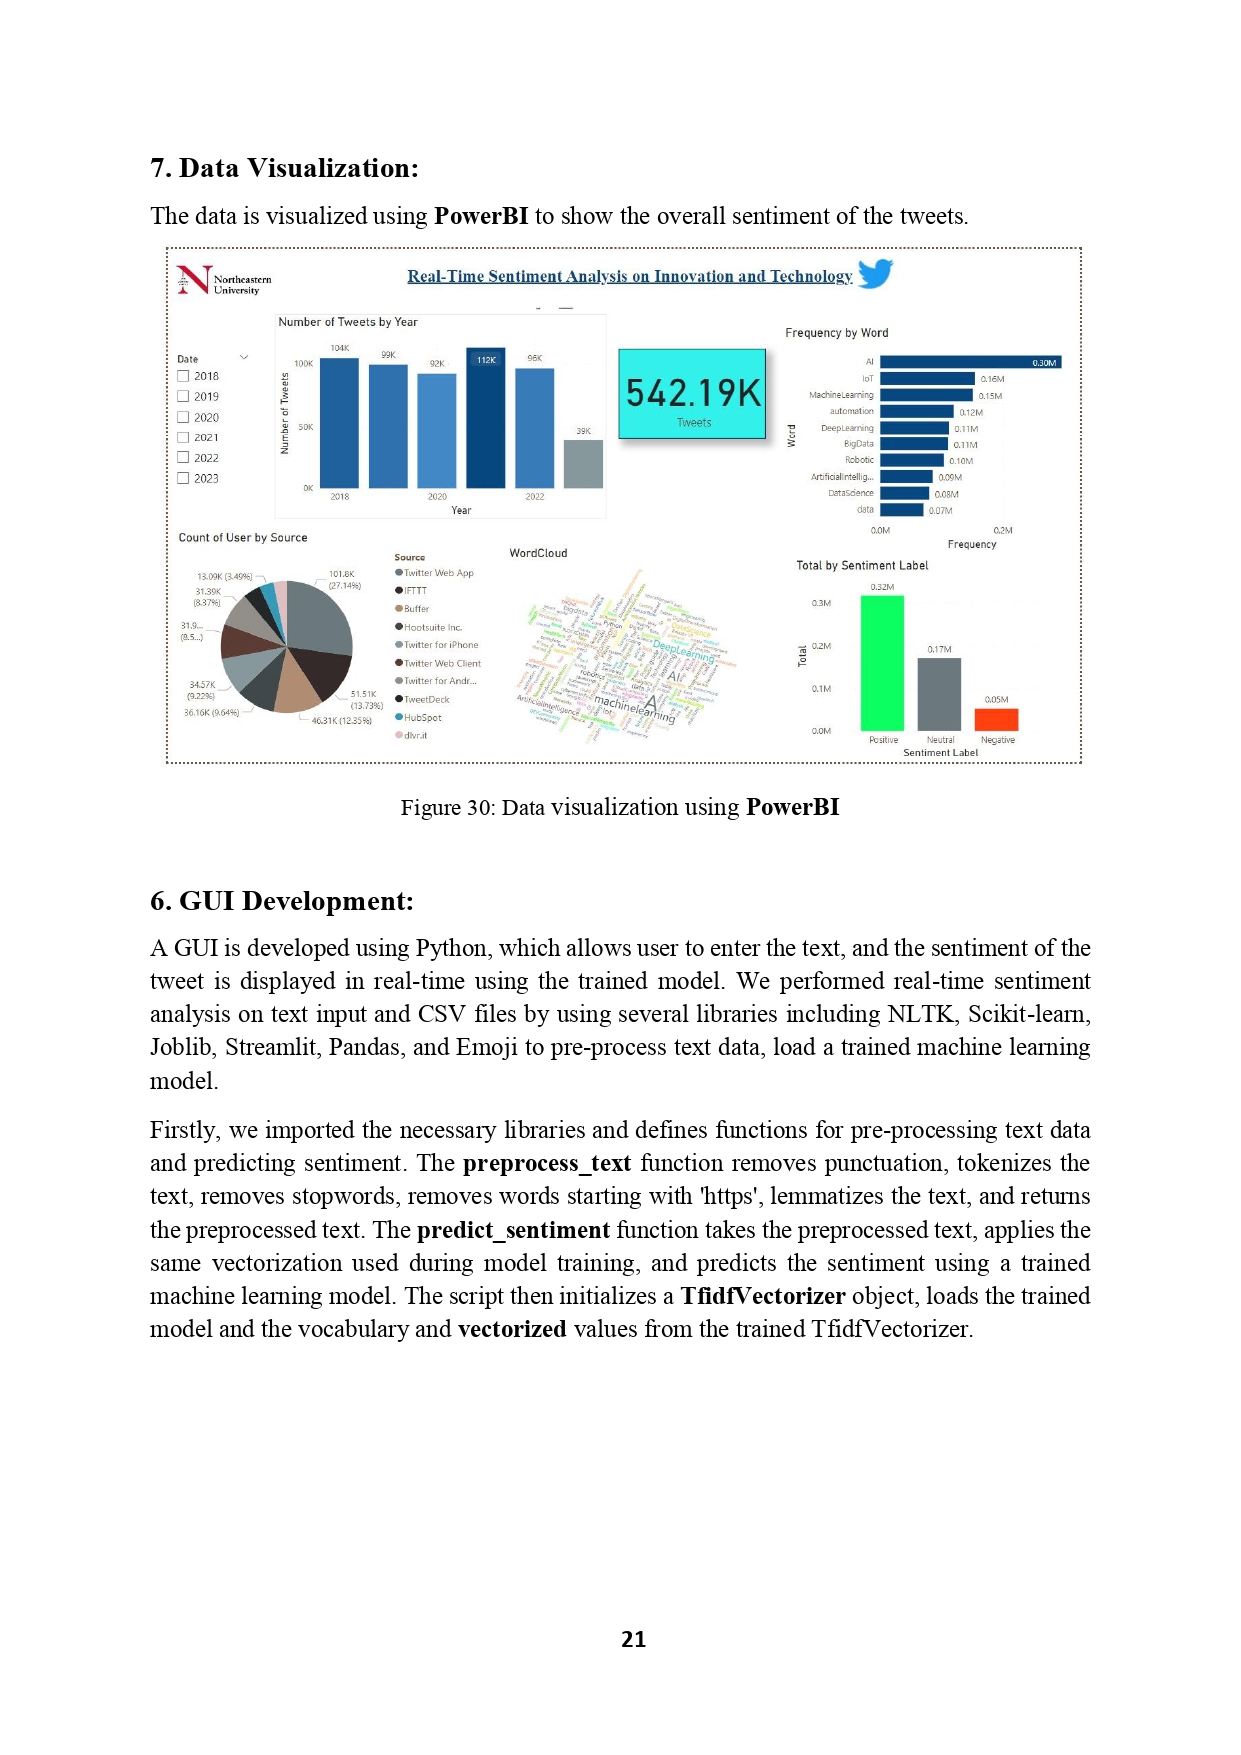 7. Data Visualization:
The data is visualized using PowerBI to show the overall sentiment of the tweets.
Northeastern
University
Real-Time Sentiment Analysis on Innovation and Technology
Date
2018
2019
2020
2021
2022
2023
Number of Tweets by Year
Number of Tweets
100K
50K
0K
104K
99K
92K
112K
96K
39K
2018
2020
2022
Year
542.19K
Tweets
Frequency by Word
Word
AI
0.30M
IoT
0.16M
MachineLearning
0.15M
automation
0.12M
DeepLearning
0.11M
BigData
0.11M
Robotic
0.10M
ArtificialIntellig...
0.09M
DataScience
0.08M
data
0.07M
0.0M
0.2M
Frequency
Count of User by Source
13.09K (3.49%)
31.39K
(8.37%)
31.9...
(8.5...)
34.57K
(9.22%)
36.16K (9.64%)
101.8K
(27.14%)
51.51K
(13.73%)
46.31K (12.35%)
Source
Twitter Web App
IFTTT
Buffer
Hootsuite Inc.
Twitter for iPhone
Twitter Web Client
Twitter for Andr...
TweetDeck
HubSpot
dlvr.it
WordCloud
bigdata
Python
DataScience
DeepLearning
AI
robotics
data
A
machinelearning
ArtificialIntelligence
IoT
Total by Sentiment Label
Total
0.3M
0.2M
0.1M
0.0M
0.32M
0.17M
0.05M
Positive
Neutral
Negative
Sentiment Label
Figure 30: Data visualization using PowerBI
6. GUI Development:
A GUI is developed using Python, which allows user to enter the text, and the sentiment of the
tweet is displayed in real-time using the trained model. We performed real-time sentiment
analysis on text input and CSV files by using several libraries including NLTK, Scikit-learn,
Joblib, Streamlit, Pandas, and Emoji to pre-process text data, load a trained machine learning
model.
Firstly, we imported the necessary libraries and defines functions for pre-processing text data
and predicting sentiment. The preprocess_text function removes punctuation, tokenizes the
text, removes stopwords, removes words starting with 'https', lemmatizes the text, and returns
the preprocessed text. The predict_sentiment function takes the preprocessed text, applies the
same vectorization used during model training, and predicts the sentiment using a trained
machine learning model. The script then initializes a TfidfVectorizer object, loads the trained
model and the vocabulary and vectorized values from the trained TfidfVectorizer.
21